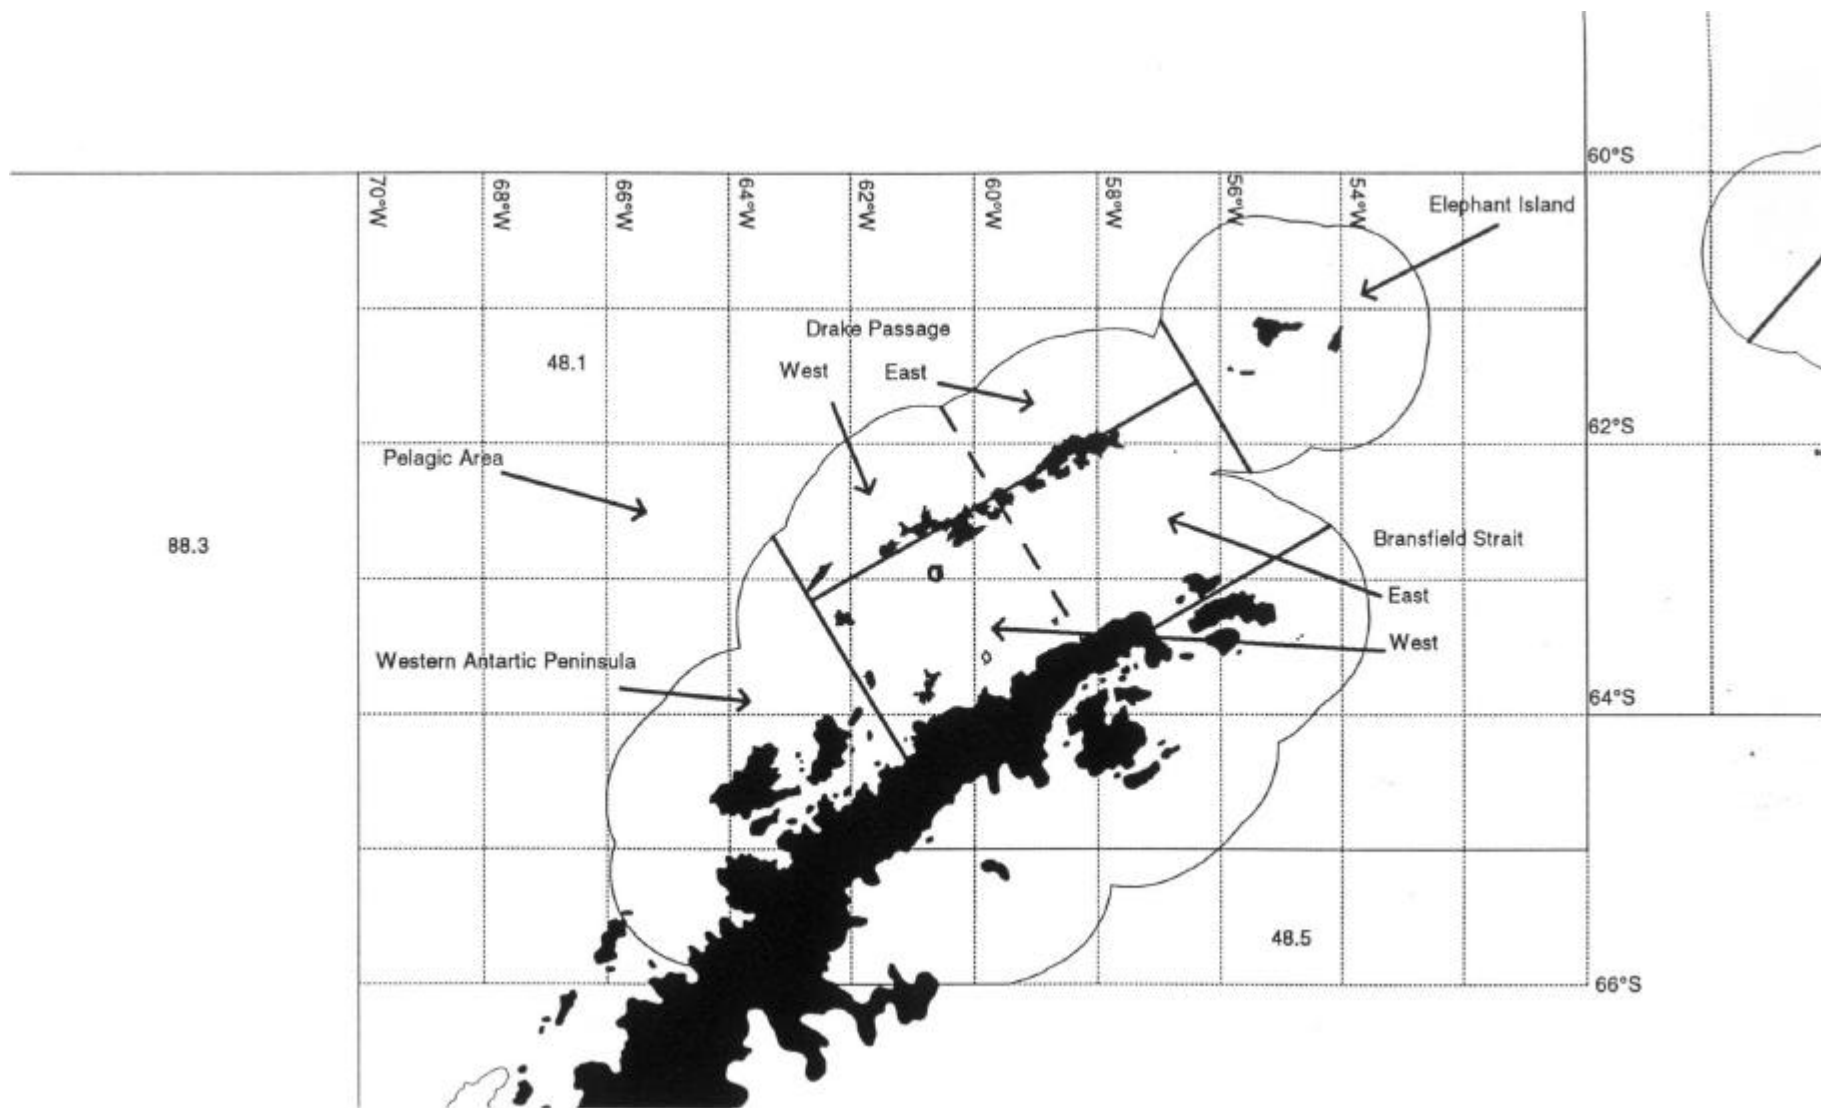 60°S
70°W
68°W
66°W
64°W
62°W
60°W
58°W
56°W
54°W
Elephant Island
Drake Passage
48.1
West
East
62°S
Pelagic Area
88.3
Bransfield Strait
East
West
Western Antartic Peninsula
64°S
48.5
66°S